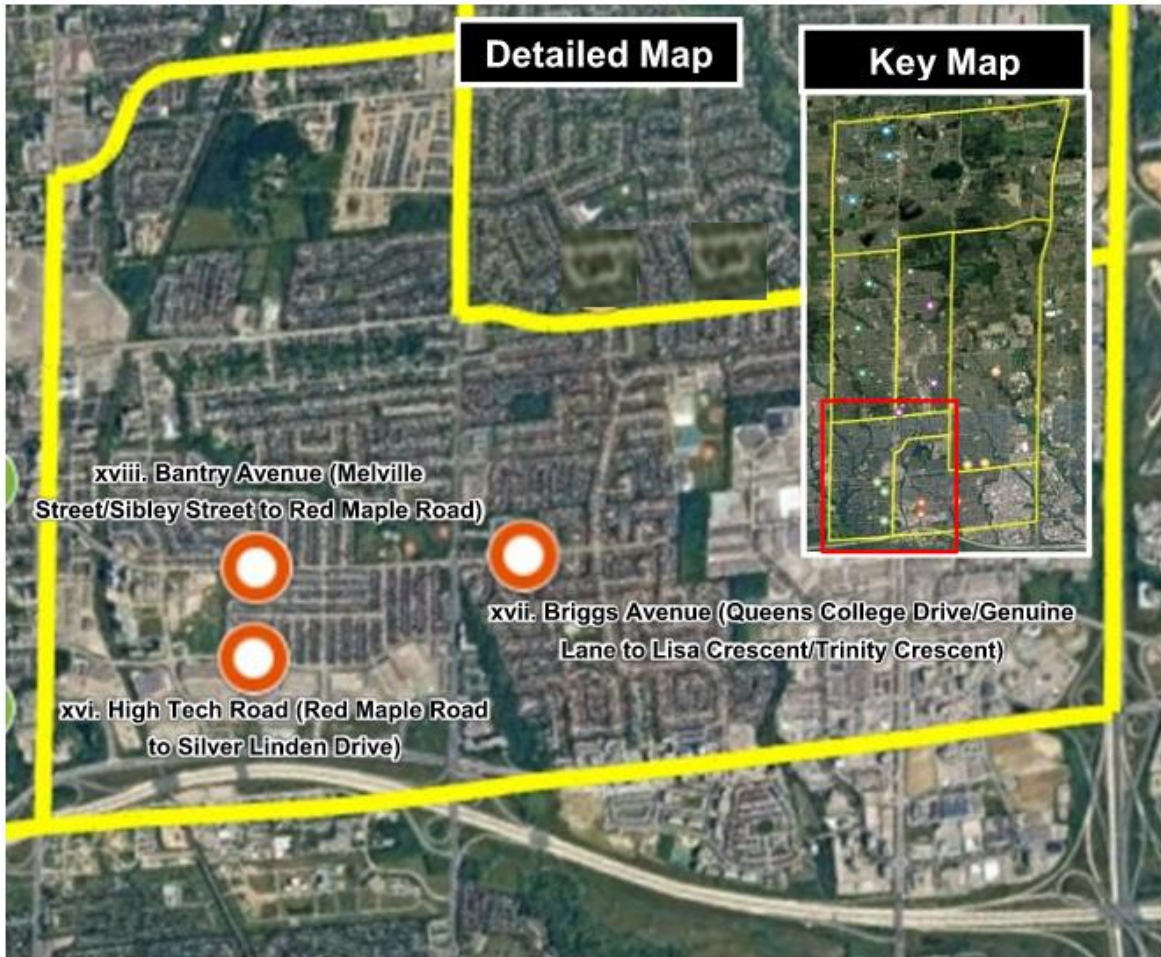 Detailed Map
Key Map
xviii. Bantry Avenue (Melville
Street/Sibley Street to Red Maple Road)
xvii. Briggs Avenue (Queens College Drive/Genuine
Lane to Lisa Crescent/Trinity Crescent)
xvi. High Tech Road (Red Maple Road
to Silver Linden Drive)